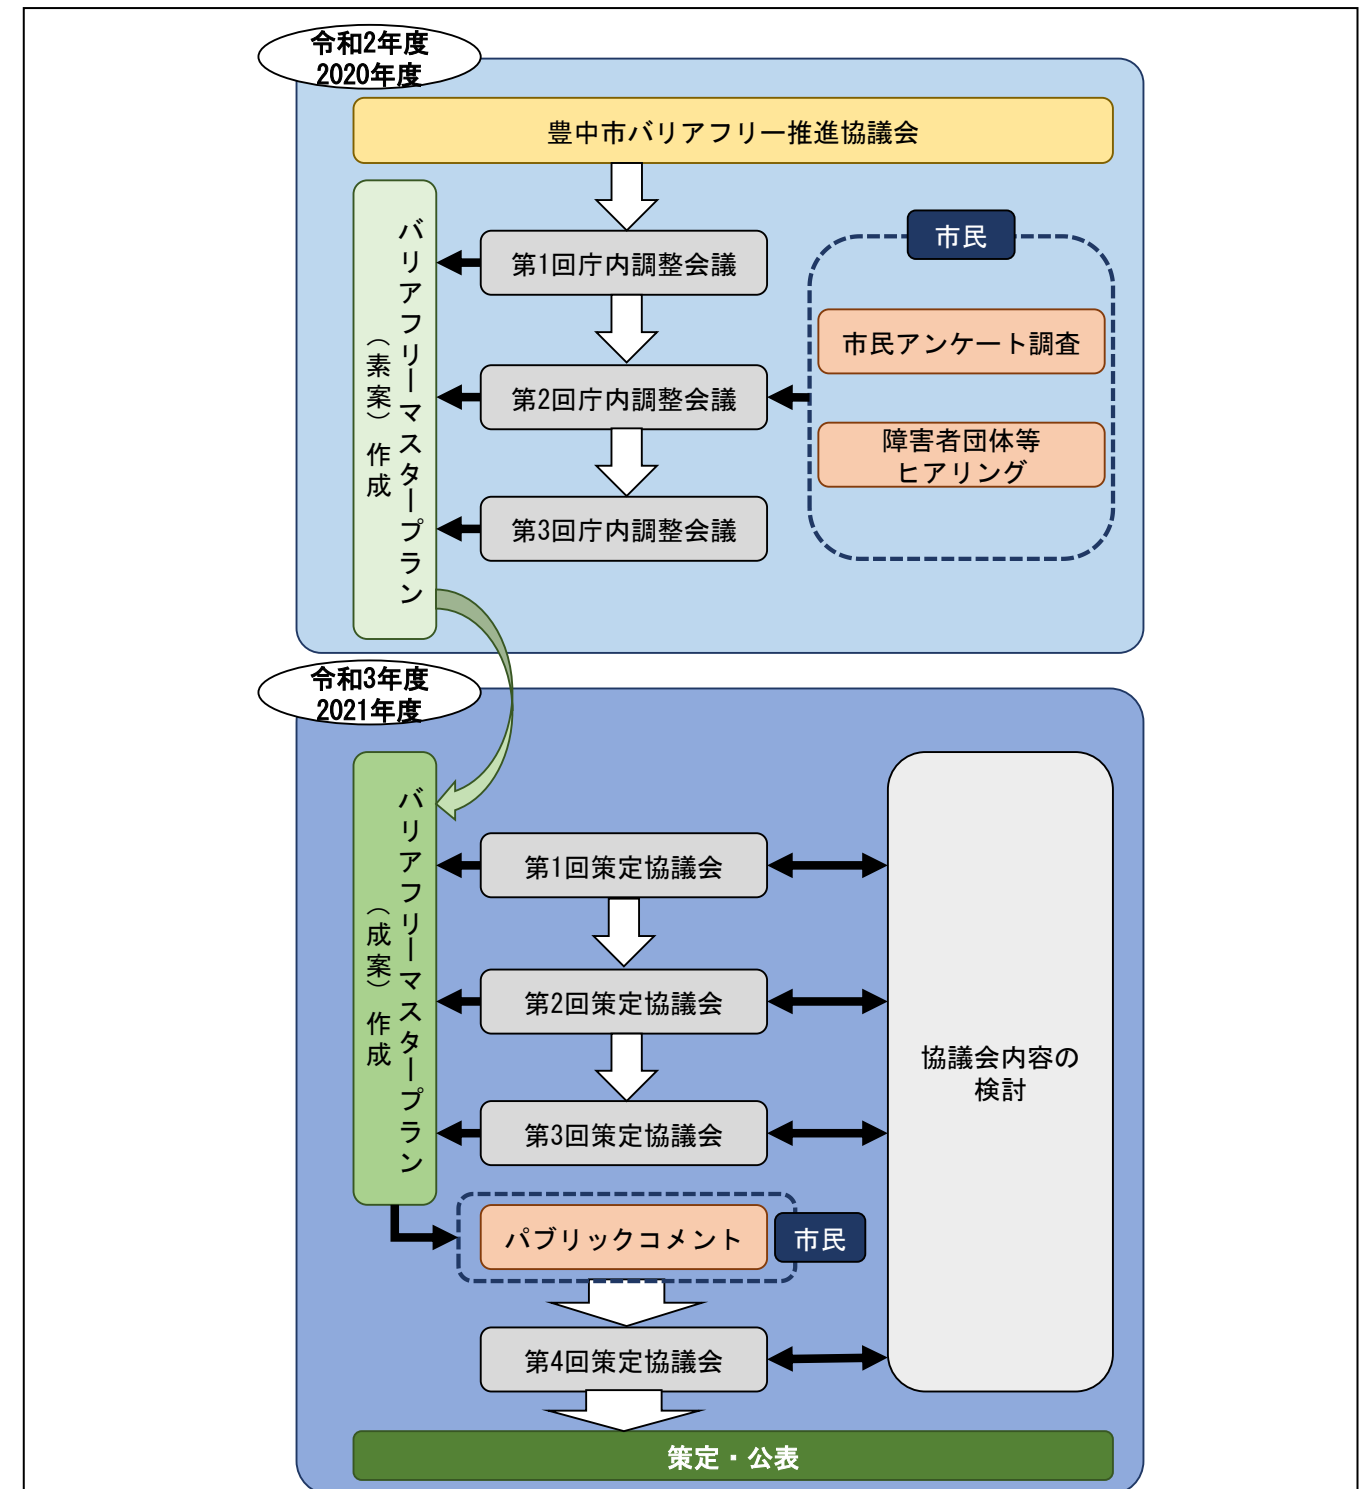 令和2年度
2020年度
豊中市バリアフリー推進協議会
バリアフリーマスタープラン
（素案）作成
第1回庁内調整会議
第2回庁内調整会議
第3回庁内調整会議
市民
市民アンケート調査
障害者団体等
ヒアリング
令和3年度
2021年度
バリアフリーマスタープラン
（成案）作成
第1回策定協議会
第2回策定協議会
第3回策定協議会
協議会内容の
検討
パブリックコメント
市民
第4回策定協議会
策定・公表